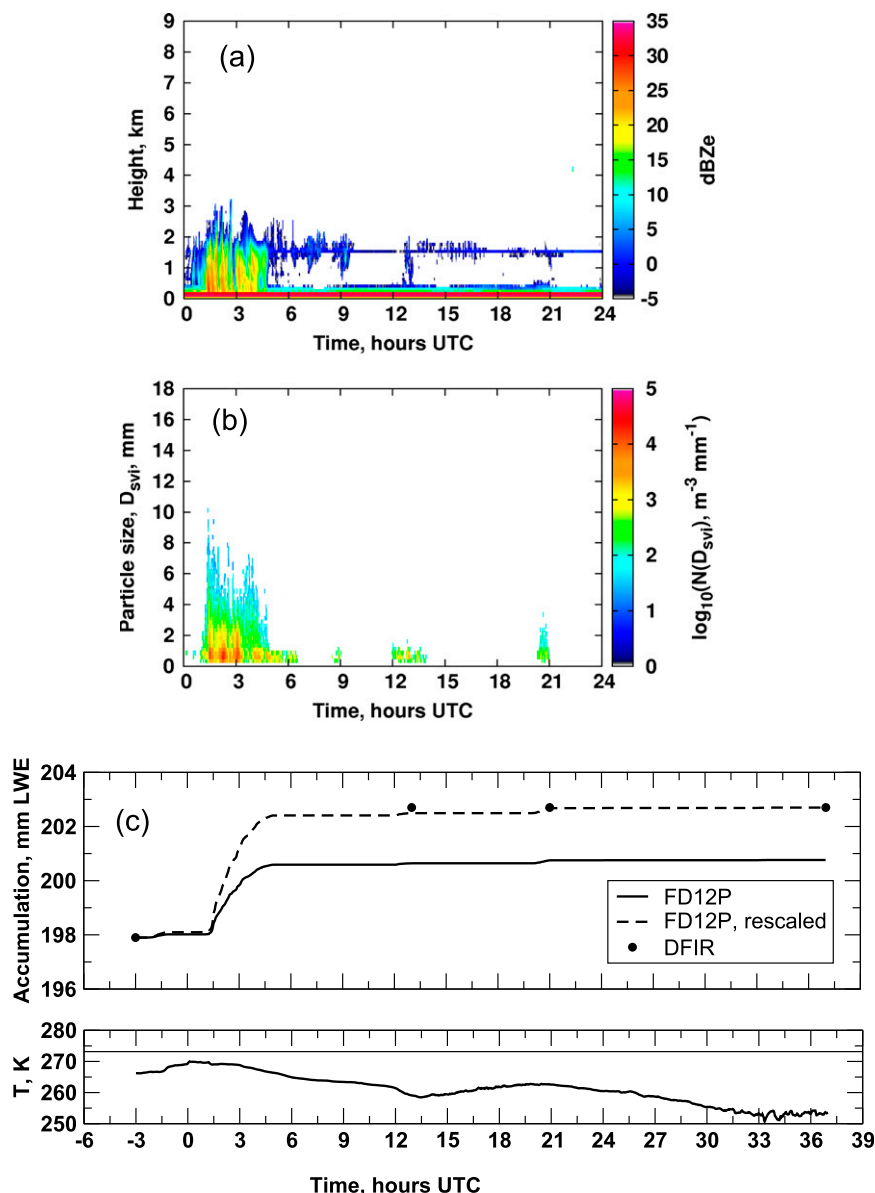 (a)
Height, km
9
8
7
6
5
4
3
2
1
0
0 3 6 9 12 15 18 21 24
Time, hours UTC
35
30
25
20
15
10
5
0
-5
dBZe
(b)
Particle size, D_svi, mm
18
16
14
12
10
8
6
4
2
0
0 3 6 9 12 15 18 21 24
Time, hours UTC
5
4
3
2
1
0
log10(N(D_svi), m⁻³ mm⁻¹
(c)
Accumulation, mm LWE
204
202
200
198
196
FD12P
FD12P, rescaled
DFIR
T, K
280
270
260
250
-6 -3 0 3 6 9 12 15 18 21 24 27 30 33 36 39
Time, hours UTC